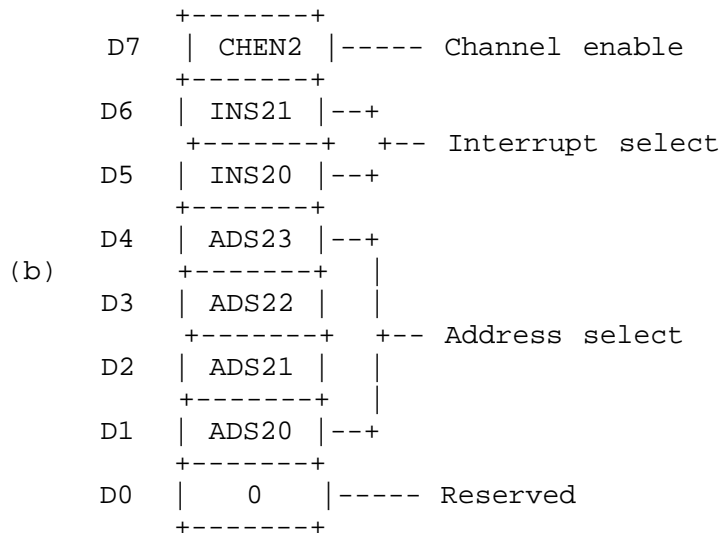 +-------+
D7 | CHEN2 |----- Channel enable
+-------+
D6 | INS21 |--+
+-------+ +-- Interrupt select
D5 | INS20 |--+
+-------+
D4 | ADS23 |--+
(b) +-------+ |
D3 | ADS22 | |
+-------+ +-- Address select
D2 | ADS21 | |
+-------+ |
D1 | ADS20 |--+
+-------+
D0 | 0 |----- Reserved
+-------+